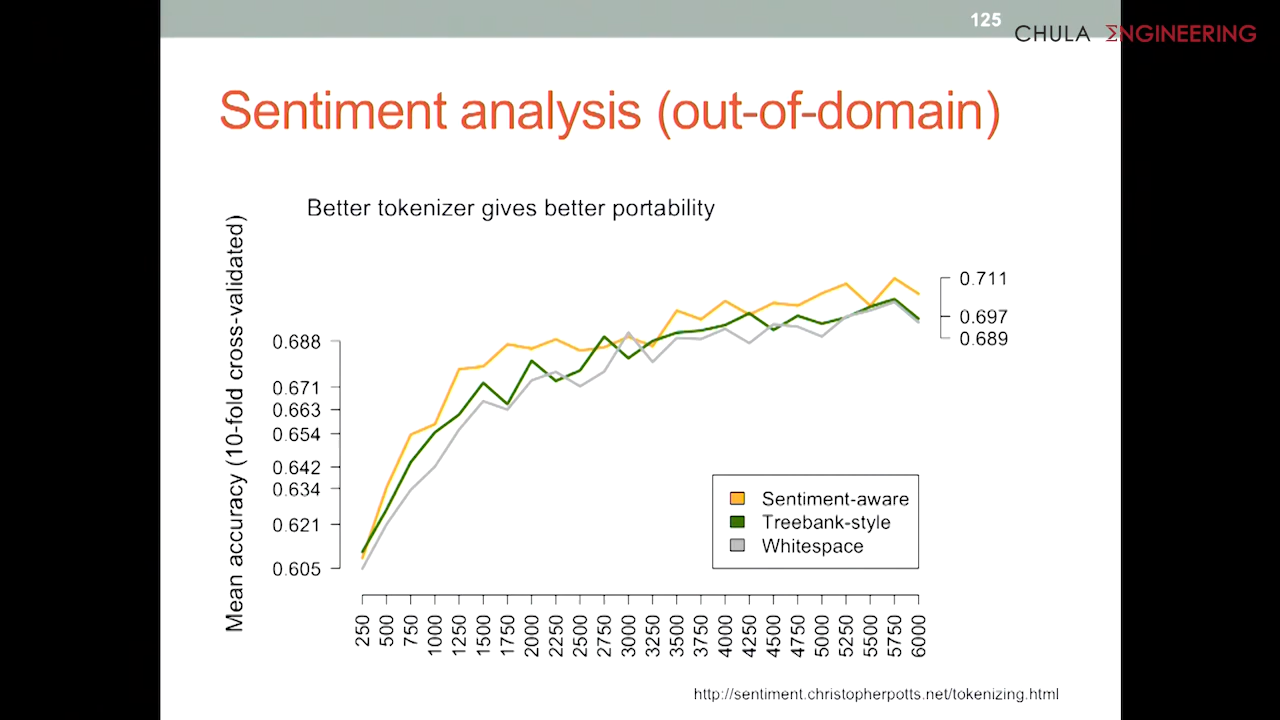 125
CHULA ΣNGINEERING
Sentiment analysis (out-of-domain)
Better tokenizer gives better portability
Mean accuracy (10-fold cross-validated)
0.688
0.671
0.663
0.654
0.642
0.634
0.621
0.605
0.711
0.697
0.689
Sentiment-aware
Treebank-style
Whitespace
250 500 750 1000 1250 1500 1750 2000 2250 2500 2750 3000 3250 3500 3750 4000 4250 4500 4750 5000 5250 5500 5750 6000
http://sentiment.christopherpotts.net/tokenizing.html